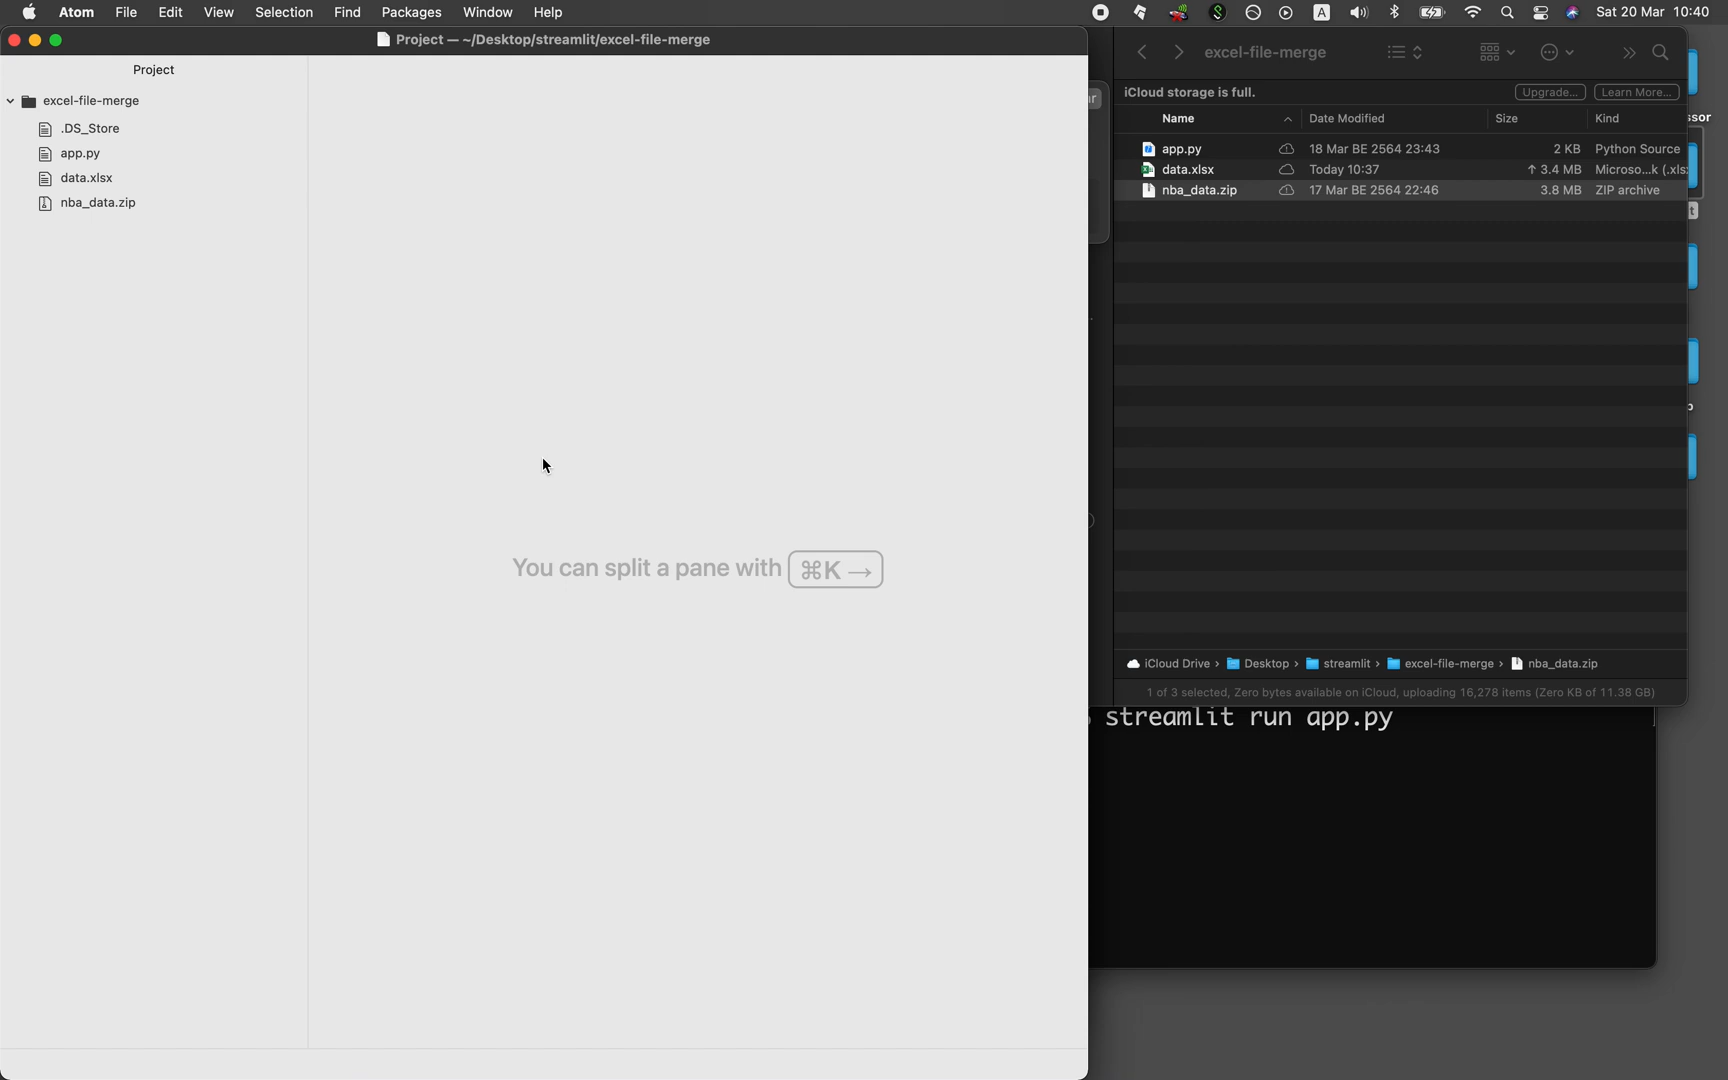 Atom File Edit View Selection Find Packages Window Help
A Sat 20 Mar 10:40
Project — ~/Desktop/streamlit/excel-file-merge
Project
excel-file-merge
.DS_Store
app.py
data.xlsx
nba_data.zip
You can split a pane with ⌘K →
excel-file-merge
iCloud storage is full. Upgrade... Learn More...
Name Date Modified Size Kind
app.py 18 Mar BE 2564 23:43 2 KB Python Source
data.xlsx Today 10:37 ↑ 3.4 MB Microso...k (.xls
nba_data.zip 17 Mar BE 2564 22:46 3.8 MB ZIP archive
iCloud Drive › Desktop › streamlit › excel-file-merge › nba_data.zip
1 of 3 selected, Zero bytes available on iCloud, uploading 16,278 items (Zero KB of 11.38 GB)
streamlit run app.py